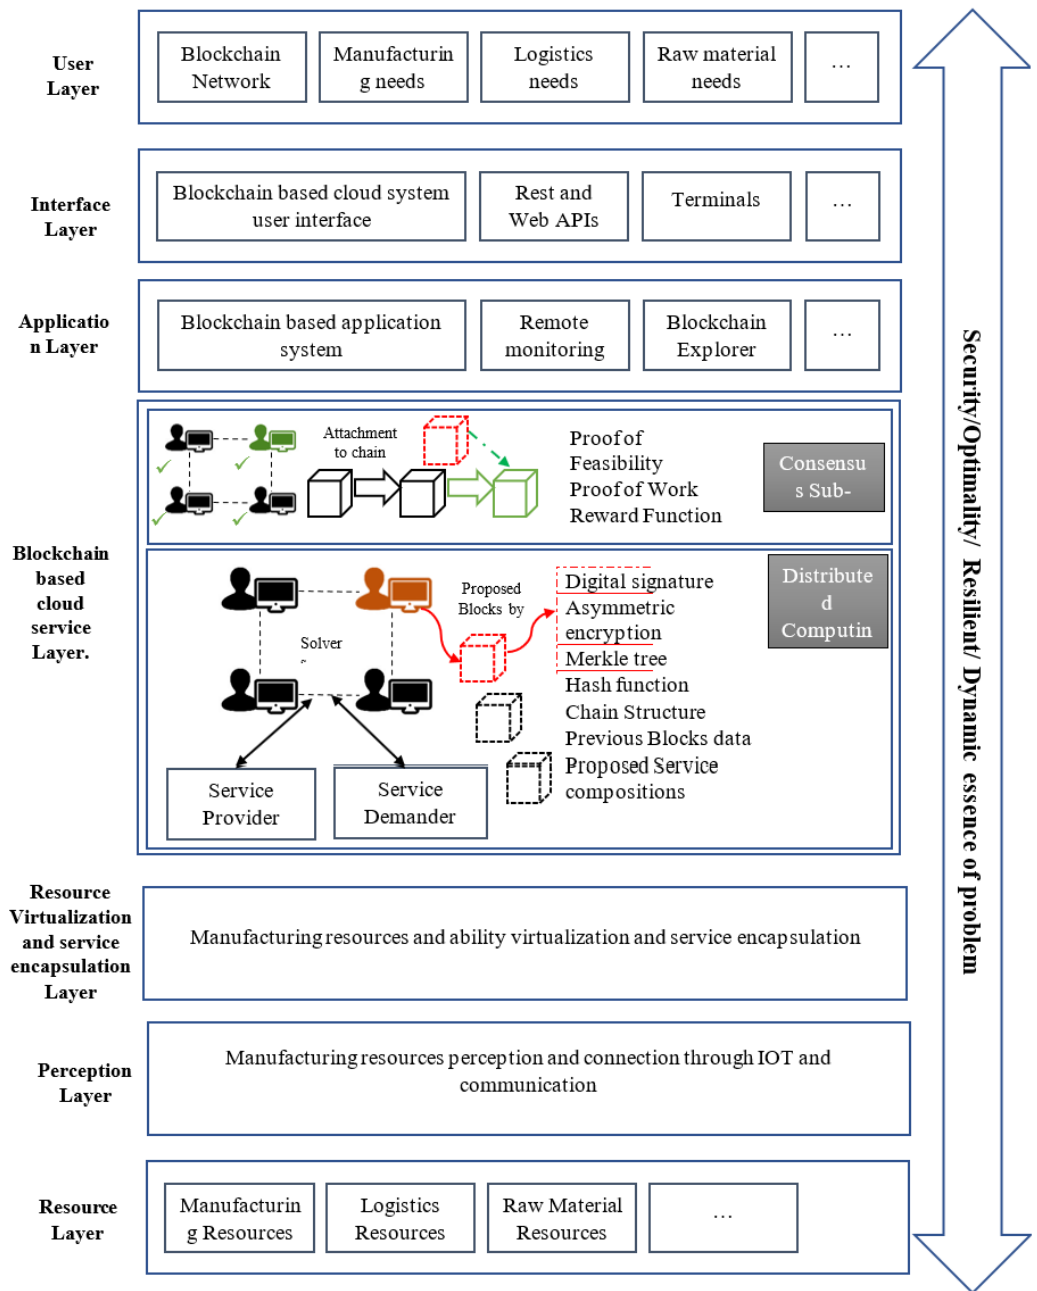 User
Layer
Blockchain
Network
Manufacturin
g needs
Logistics
needs
Raw material
needs
...
Interface
Layer
Blockchain based cloud system
user interface
Rest and
Web APIs
Terminals
...
Applicatio
n Layer
Blockchain based application
system
Remote
monitoring
Blockchain
Explorer
...
Blockchain
based
cloud
service
Layer.
Attachment
to chain
Proof of
Feasibility
Proof of Work
Reward Function
Consensu
s Sub-
Solver
Proposed
Blocks by
Digital signature
Asymmetric
encryption
Merkle tree
Hash function
Chain Structure
Previous Blocks data
Proposed Service
compositions
Distribute
d
Computin
Service
Provider
Service
Demander
Resource
Virtualization
and service
encapsulation
Layer
Manufacturing resources and ability virtualization and service encapsulation
Perception
Layer
Manufacturing resources perception and connection through IOT and
communication
Resource
Layer
Manufacturin
g Resources
Logistics
Resources
Raw Material
Resources
...
Security/Optimality/ Resilient/ Dynamic essence of problem